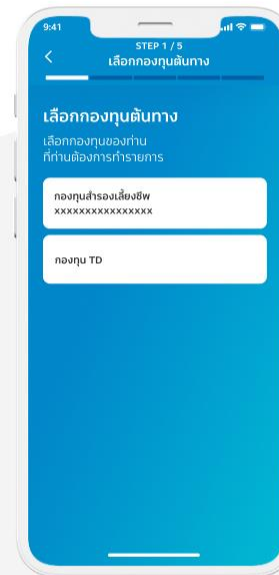 9:41
STEP 1 / 5
เลือกกองทุนต้นทาง
เลือกกองทุนต้นทาง
เลือกกองทุนของท่าน
ที่ท่านต้องการทำรายการ
กองทุนสำรองเลี้ยงชีพ
xxxxxxxxxxxxxxxx
กองทุน TD